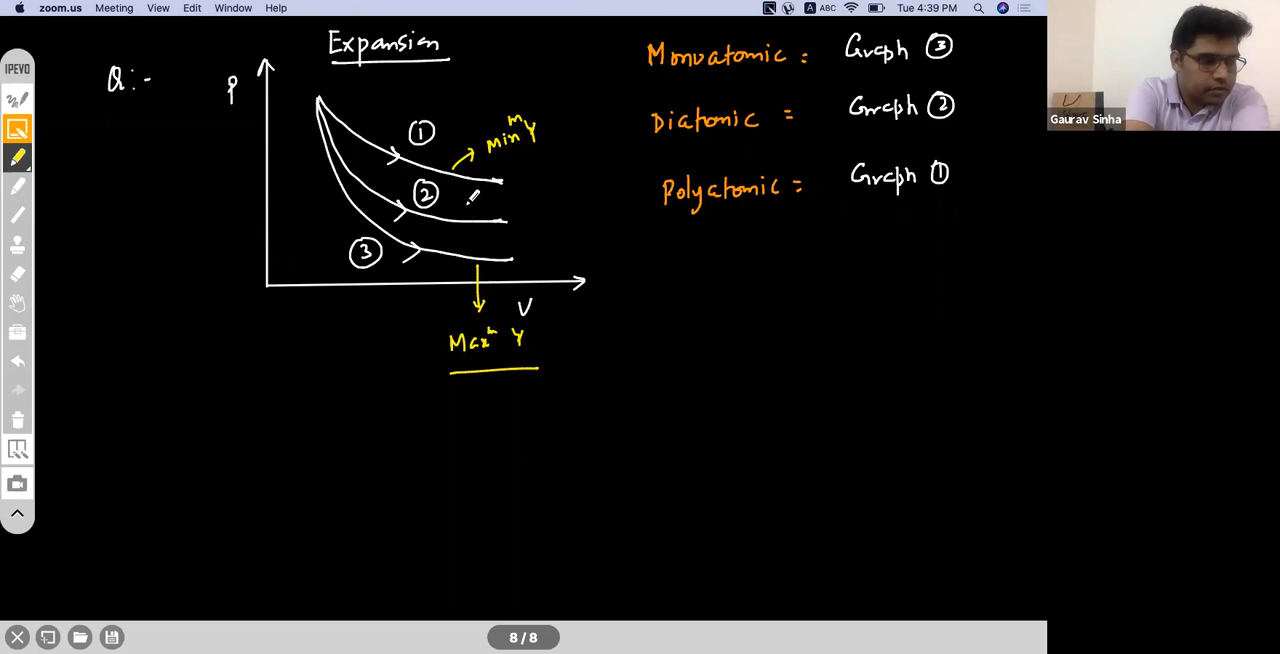 zoom.us Meeting View Edit Window Help
ABC Tue 4:39 PM
IPEVO
Expansion
Q:-
P
1
Min^m γ
2
3
V
Max^m γ
Monoatomic = Graph 3
Diatomic = Graph 2
Polyatomic = Graph 1
Gaurav Sinha
8 / 8